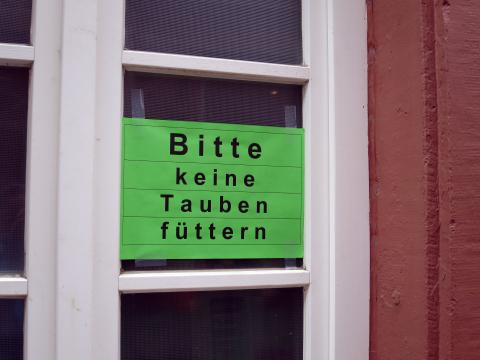 Bitte
keine
Tauben
füttern